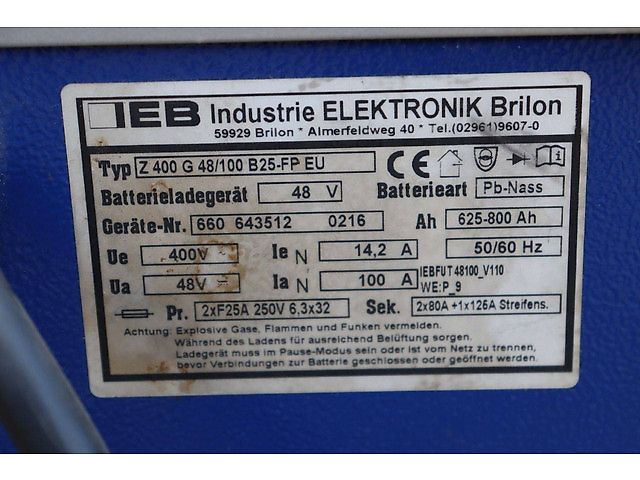 IEB Industrie ELEKTRONIK Brilon
59929 Brilon * Almerfeldweg 40 * Tel.(02961)9607-0
Typ Z 400 G 48/100 B25-FP EU CE
Batterieladegerät 48 V Batterieart Pb-Nass
Geräte-Nr. 660 643512 0216 Ah 625-800 Ah
Ue 400V Ie N 14,2 A 50/60 Hz
Ua 48V Ia N 100 A IEBFUT 48100_V110
WE:P_9
Pr. 2xF25A 250V 6,3x32 Sek. 2x80A +1x125A Streifens.
Achtung: Explosive Gase, Flammen und Funken vermeiden.
Während des Ladens für ausreichend Belüftung sorgen.
Ladegerät muss im Pause-Modus sein oder ist vom Netz zu trennen,
bevor Verbindungen zur Batterie geschlossen oder geöffnet werden.